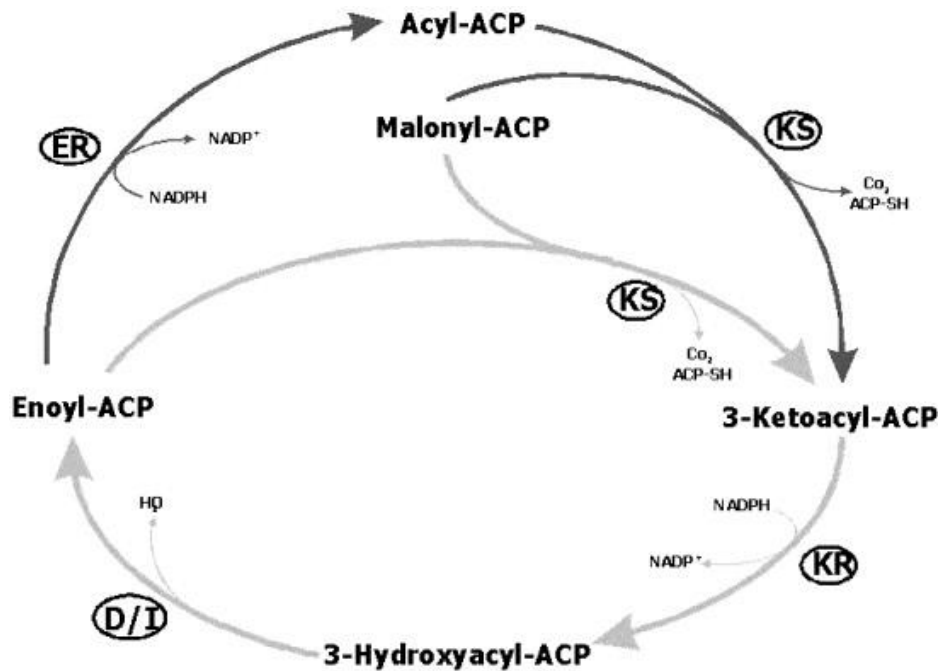 Acyl-ACP
Malonyl-ACP
KS
ER
NADP+
NADPH
Co2
ACP-SH
KS
Co2
ACP-SH
Enoyl-ACP
3-Ketoacyl-ACP
H2O
NADPH
NADP+
KR
D/I
3-Hydroxyacyl-ACP